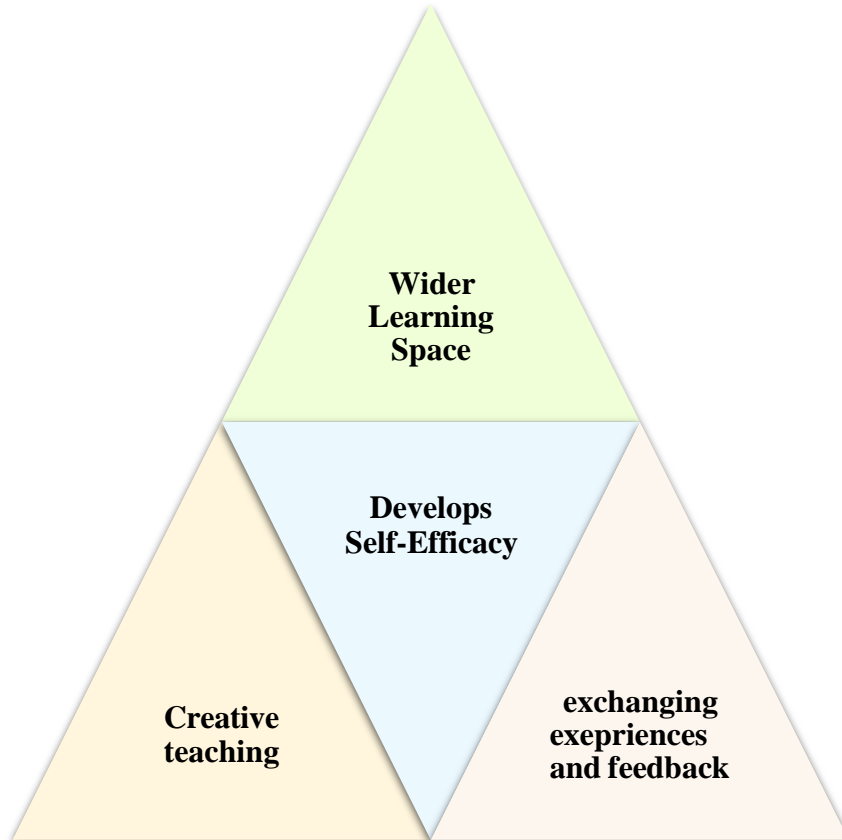 Wider
Learning
Space
Develops
Self-Efficacy
Creative
teaching
exchanging
exepriences
and feedback